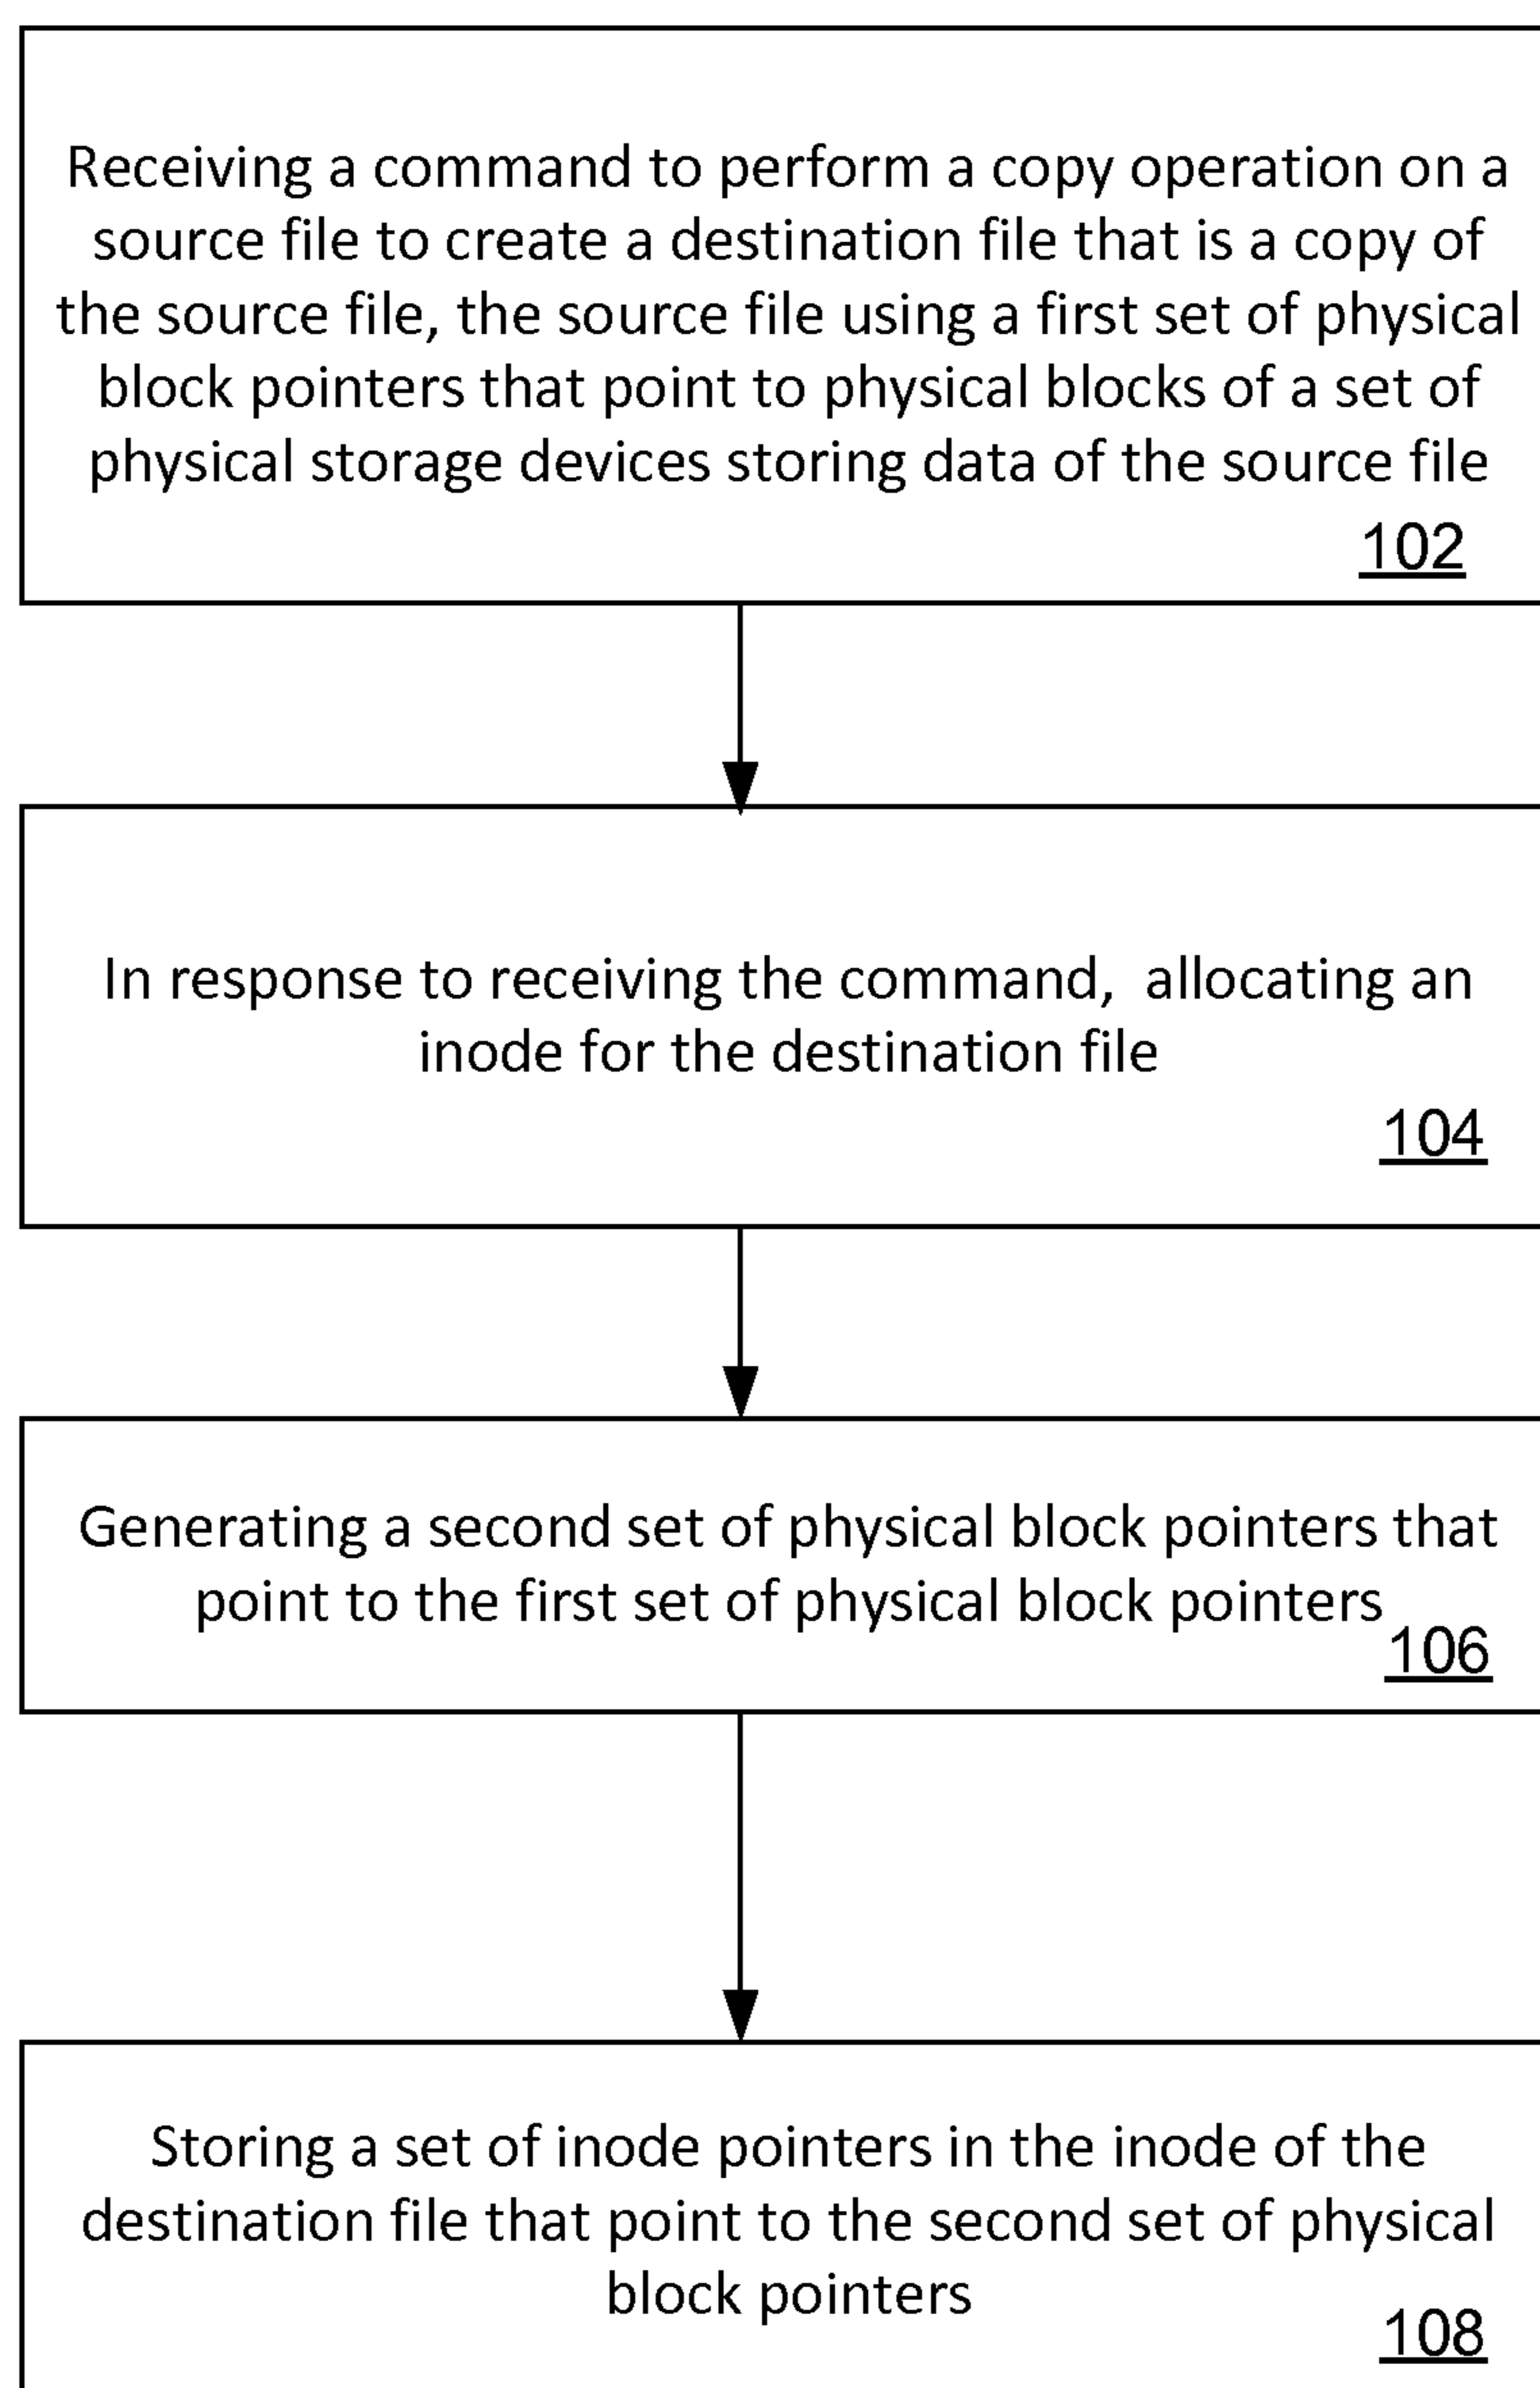 Receiving a command to perform a copy operation on a
source file to create a destination file that is a copy of
the source file, the source file using a first set of physical
block pointers that point to physical blocks of a set of
physical storage devices storing data of the source file
102
In response to receiving the command,  allocating an
inode for the destination file
104
Generating a second set of physical block pointers that
point to the first set of physical block pointers
106
Storing a set of inode pointers in the inode of the
destination file that point to the second set of physical
block pointers
108